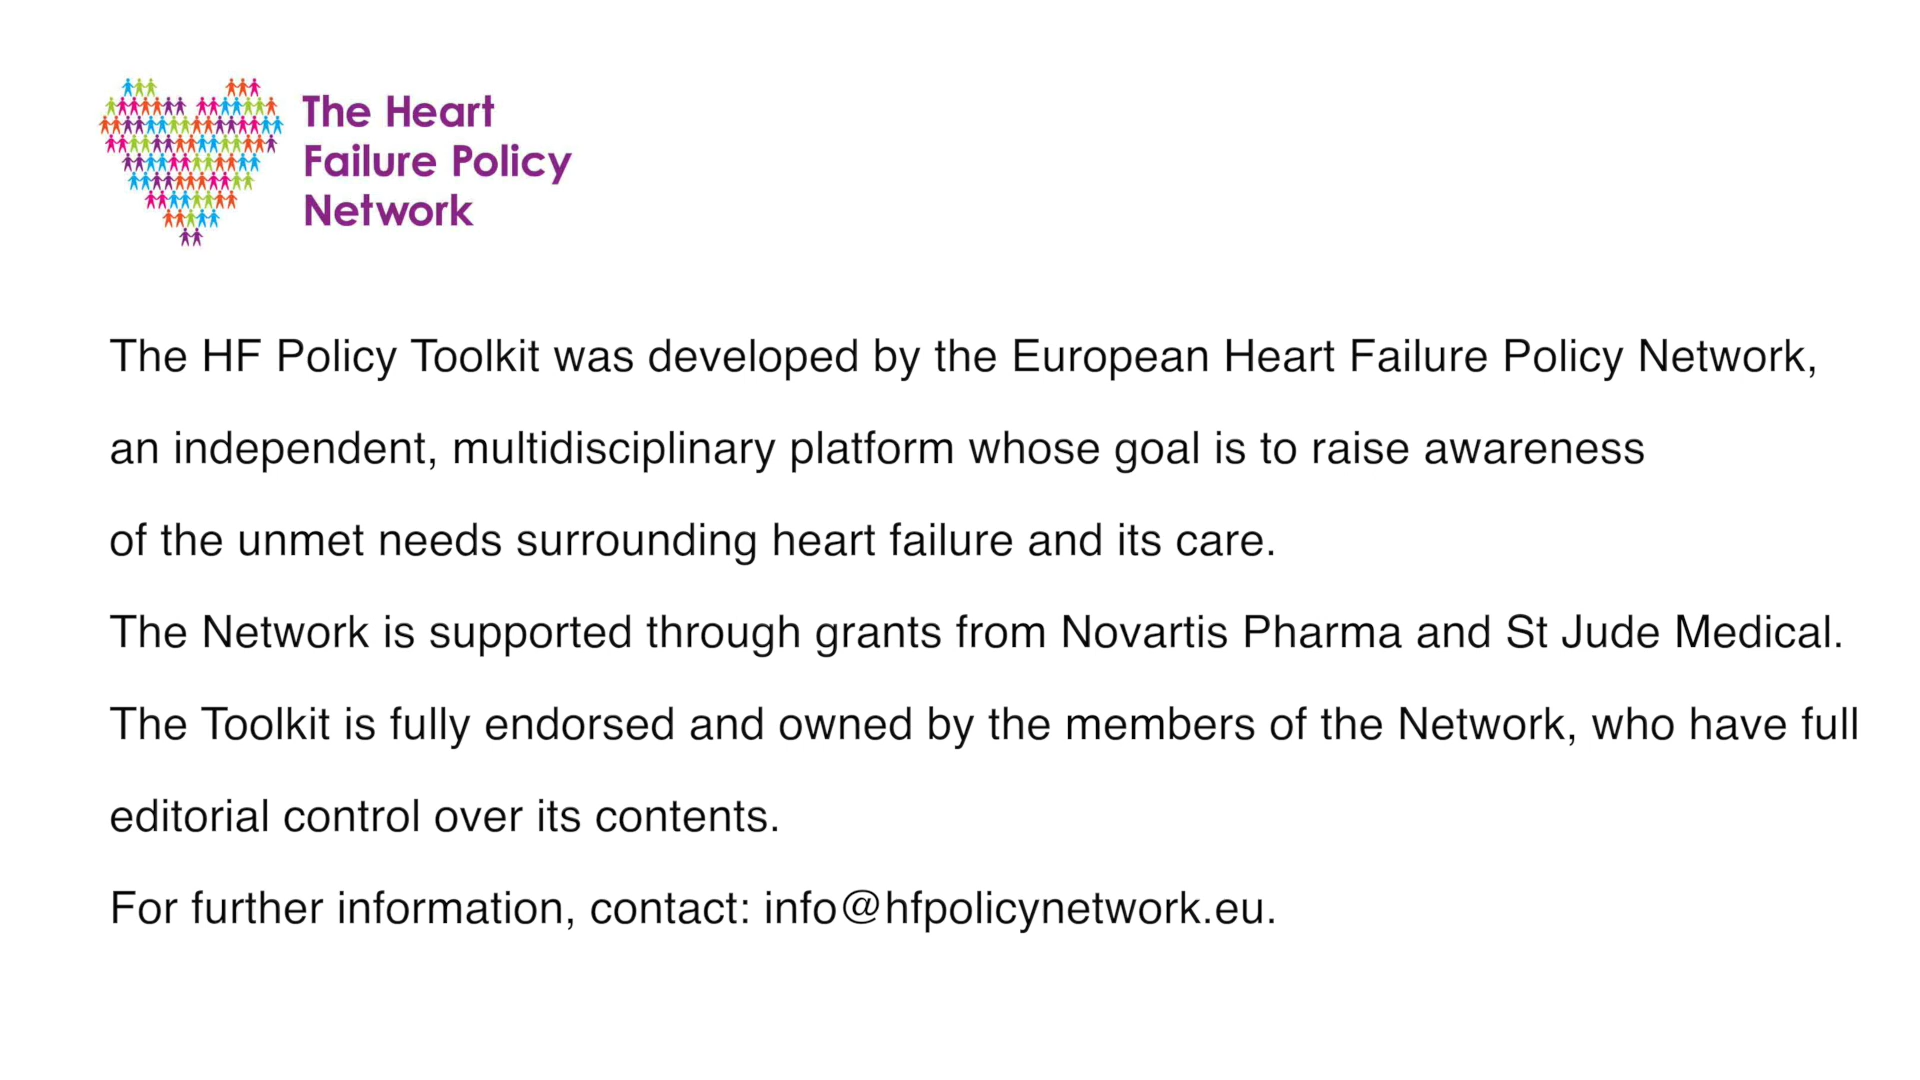 The Heart
Failure Policy
Network
The HF Policy Toolkit was developed by the European Heart Failure Policy Network,
an independent, multidisciplinary platform whose goal is to raise awareness
of the unmet needs surrounding heart failure and its care.
The Network is supported through grants from Novartis Pharma and St Jude Medical.
The Toolkit is fully endorsed and owned by the members of the Network, who have full
editorial control over its contents.
For further information, contact: info@hfpolicynetwork.eu.